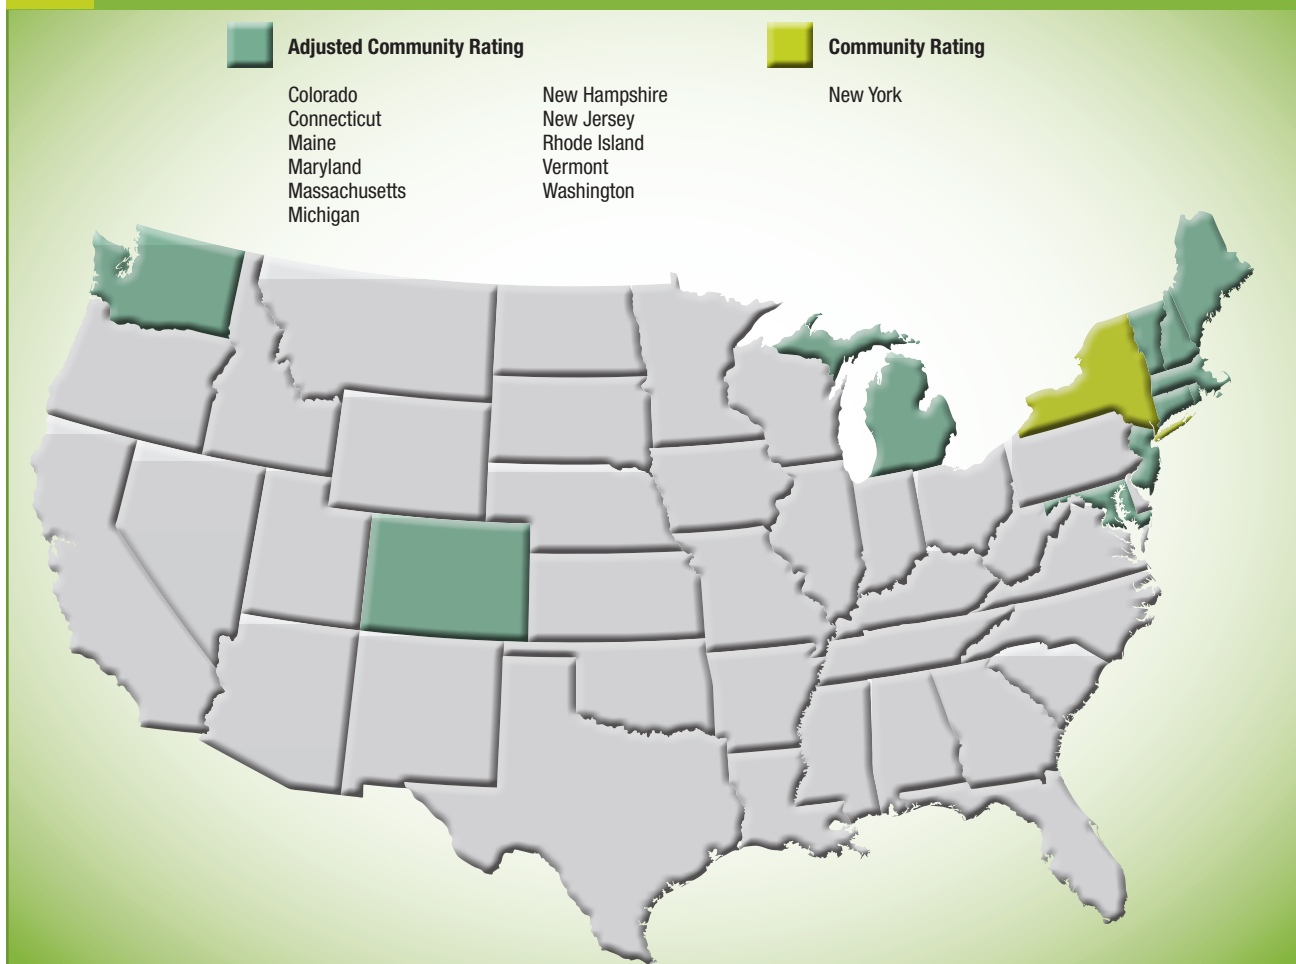 Adjusted Community Rating
Colorado
Connecticut
Maine
Maryland
Massachusetts
Michigan
New Hampshire
New Jersey
Rhode Island
Vermont
Washington
Community Rating
New York